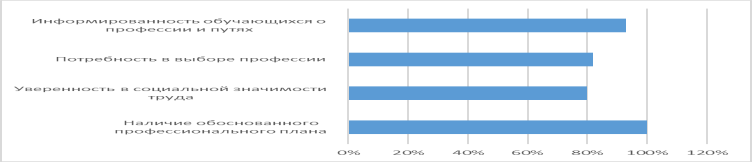 Информированность обучающихся о
профессии и путях
Потребность в выборе профессии
Уверенность в социальной значимости
труда
Наличие обоснованного
профессионального плана
0% 20% 40% 60% 80% 100% 120%